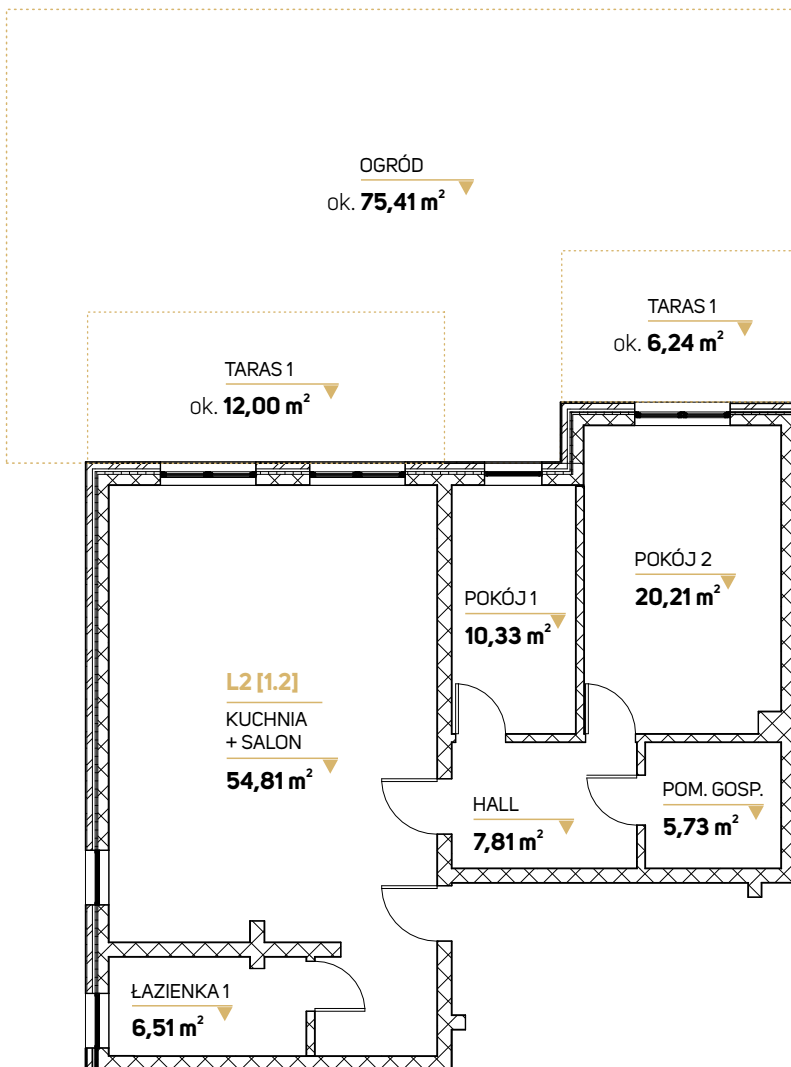 OGRÓD
ok. 75,41 m²
TARAS 1
ok. 6,24 m²
TARAS 1
ok. 12,00 m²
POKÓJ 2
20,21 m²
POKÓJ 1
10,33 m²
L2 [1.2]
KUCHNIA
+ SALON
54,81 m²
HALL
7,81 m²
POM. GOSP.
5,73 m²
ŁAZIENKA 1
6,51 m²